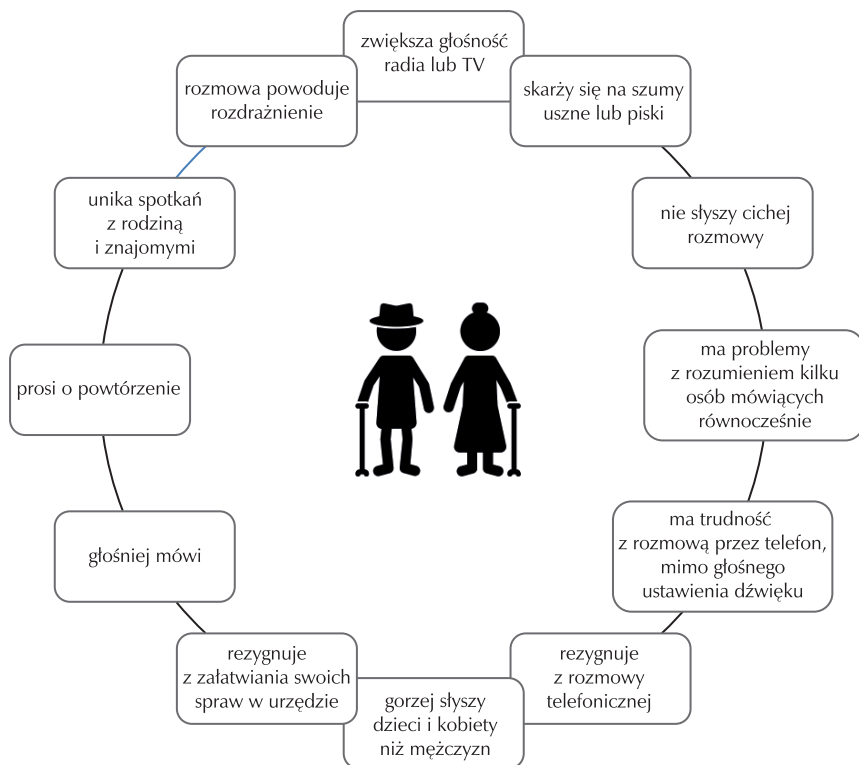 zwiększa głośność
radia lub TV
skarży się na szumy
uszne lub piski
nie słyszy cichej
rozmowy
ma problemy
z rozumieniem kilku
osób mówiących
równocześnie
ma trudność
z rozmową przez telefon,
mimo głośnego
ustawienia dźwięku
rezygnuje
z rozmowy
telefonicznej
gorzej słyszy
dzieci i kobiety
niż mężczyzn
rezygnuje
z załatwiania swoich
spraw w urzędzie
głośniej mówi
prosi o powtórzenie
unika spotkań
z rodziną
i znajomymi
rozmowa powoduje
rozdrażnienie